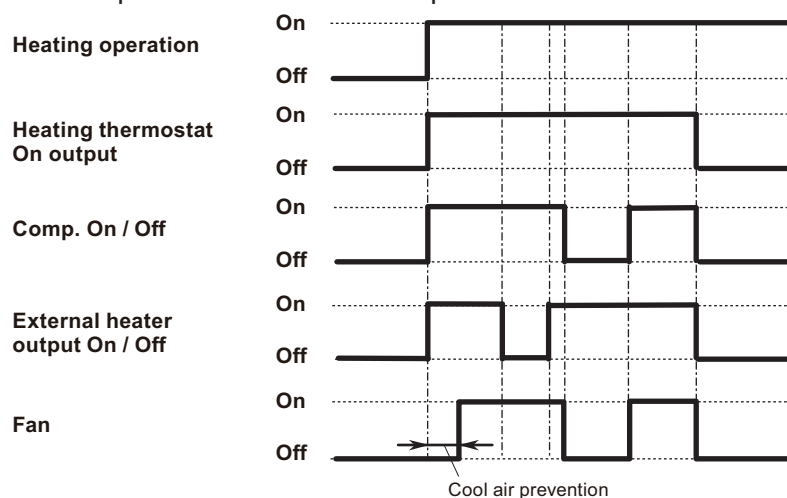 On
Heating operation
Off
On
Heating thermostat
On output
Off
On
Comp. On / Off
Off
On
External heater
output On / Off
Off
On
Fan
Off
Cool air prevention